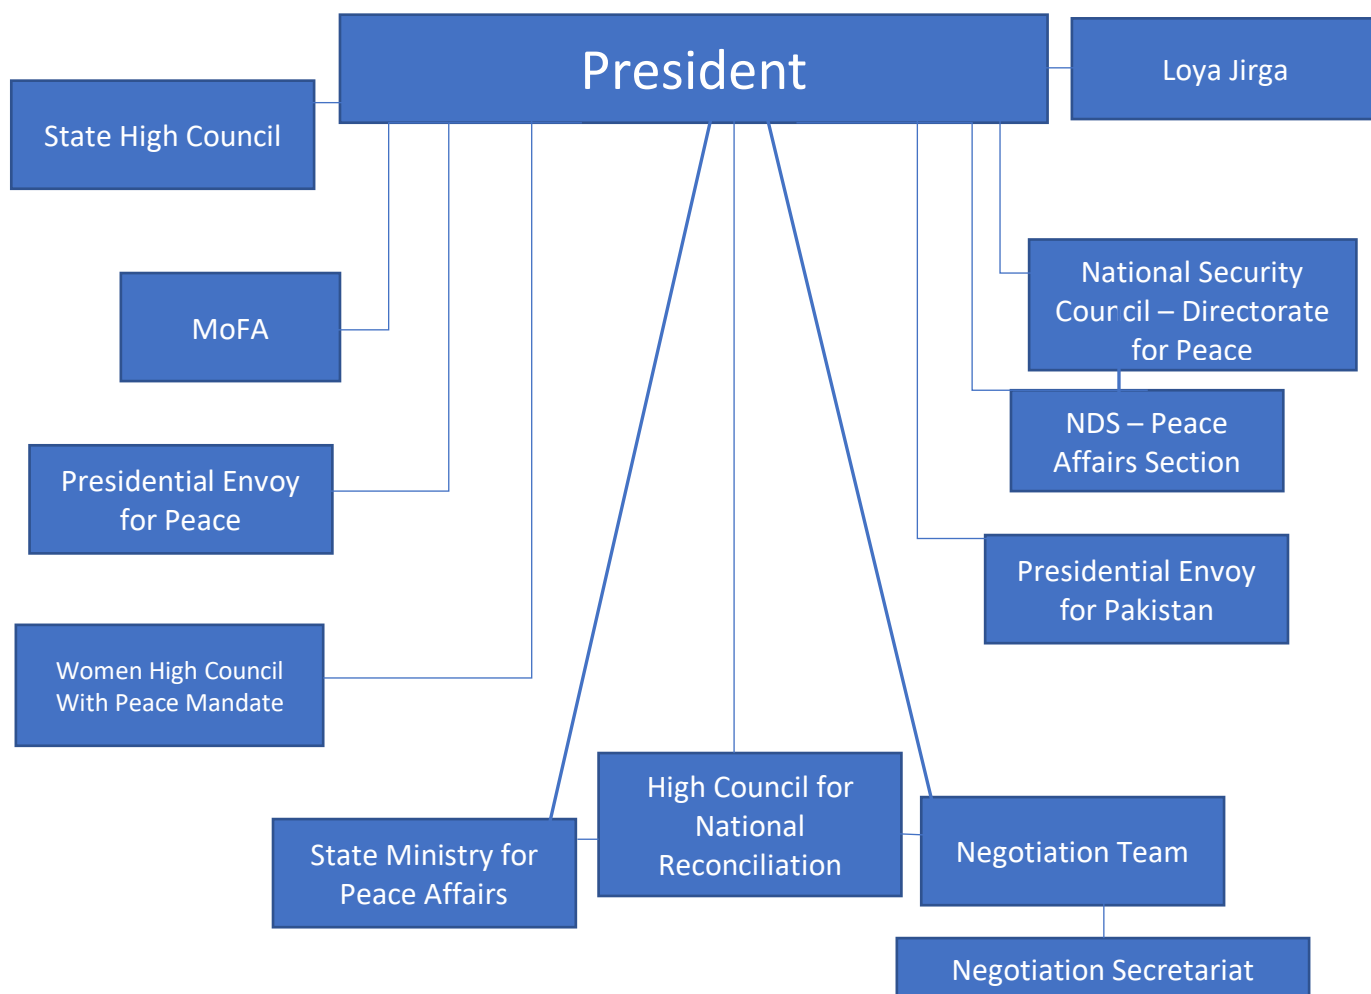 President
Loya Jirga
State High Council
National Security
Council – Directorate
for Peace
MoFA
NDS – Peace
Affairs Section
Presidential Envoy
for Peace
Presidential Envoy
for Pakistan
Women High Council
With Peace Mandate
High Council for
National
Reconciliation
State Ministry for
Peace Affairs
Negotiation Team
Negotiation Secretariat